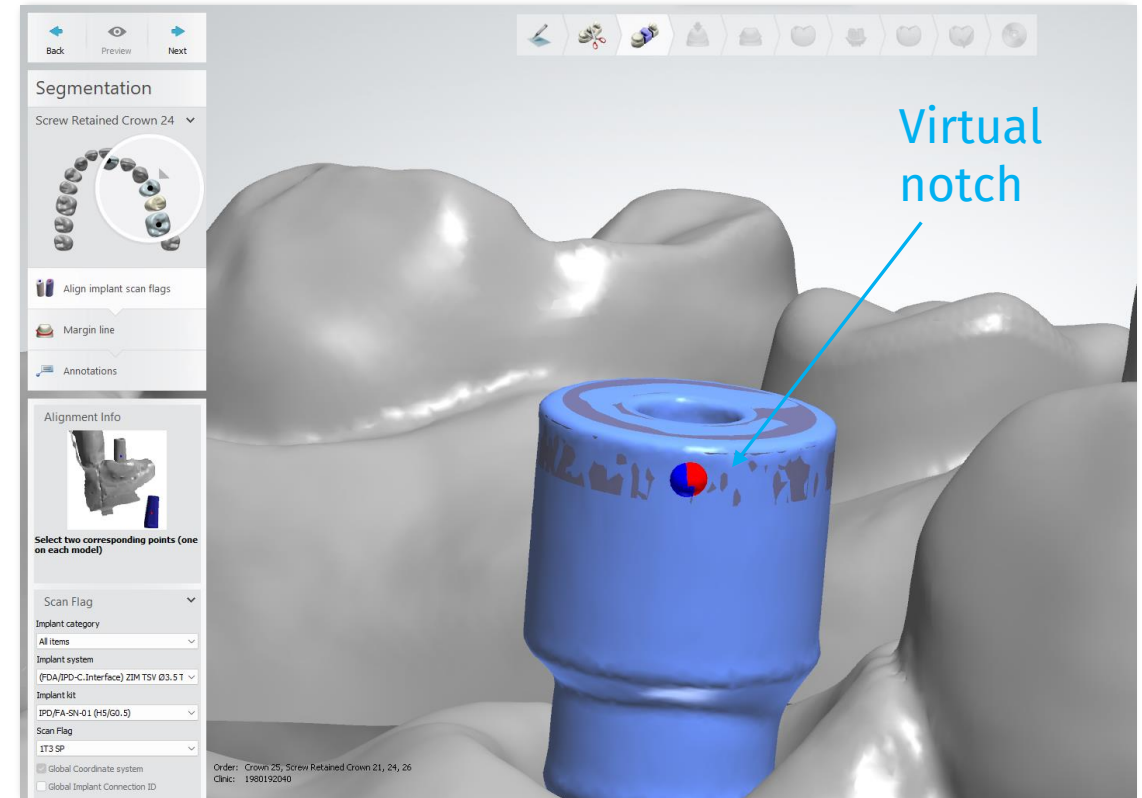 Back
Preview
Next
Segmentation
Screw Retained Crown 24
Align implant scan flags
Margin line
Annotations
Alignment Info
Select two corresponding points (one
on each model)
Scan Flag
Implant category
All items
Implant system
(FDA/IPD-C.Interface) ZIM TSV Ø3.5 T
Implant kit
IPD/FA-SN-01 (H5/G0.5)
Scan Flag
1T3 SP
Global Coordinate system
Global Implant Connection ID
Virtual
notch
Order: Crown 25, Screw Retained Crown 21, 24, 26
Clinic: 1980192040